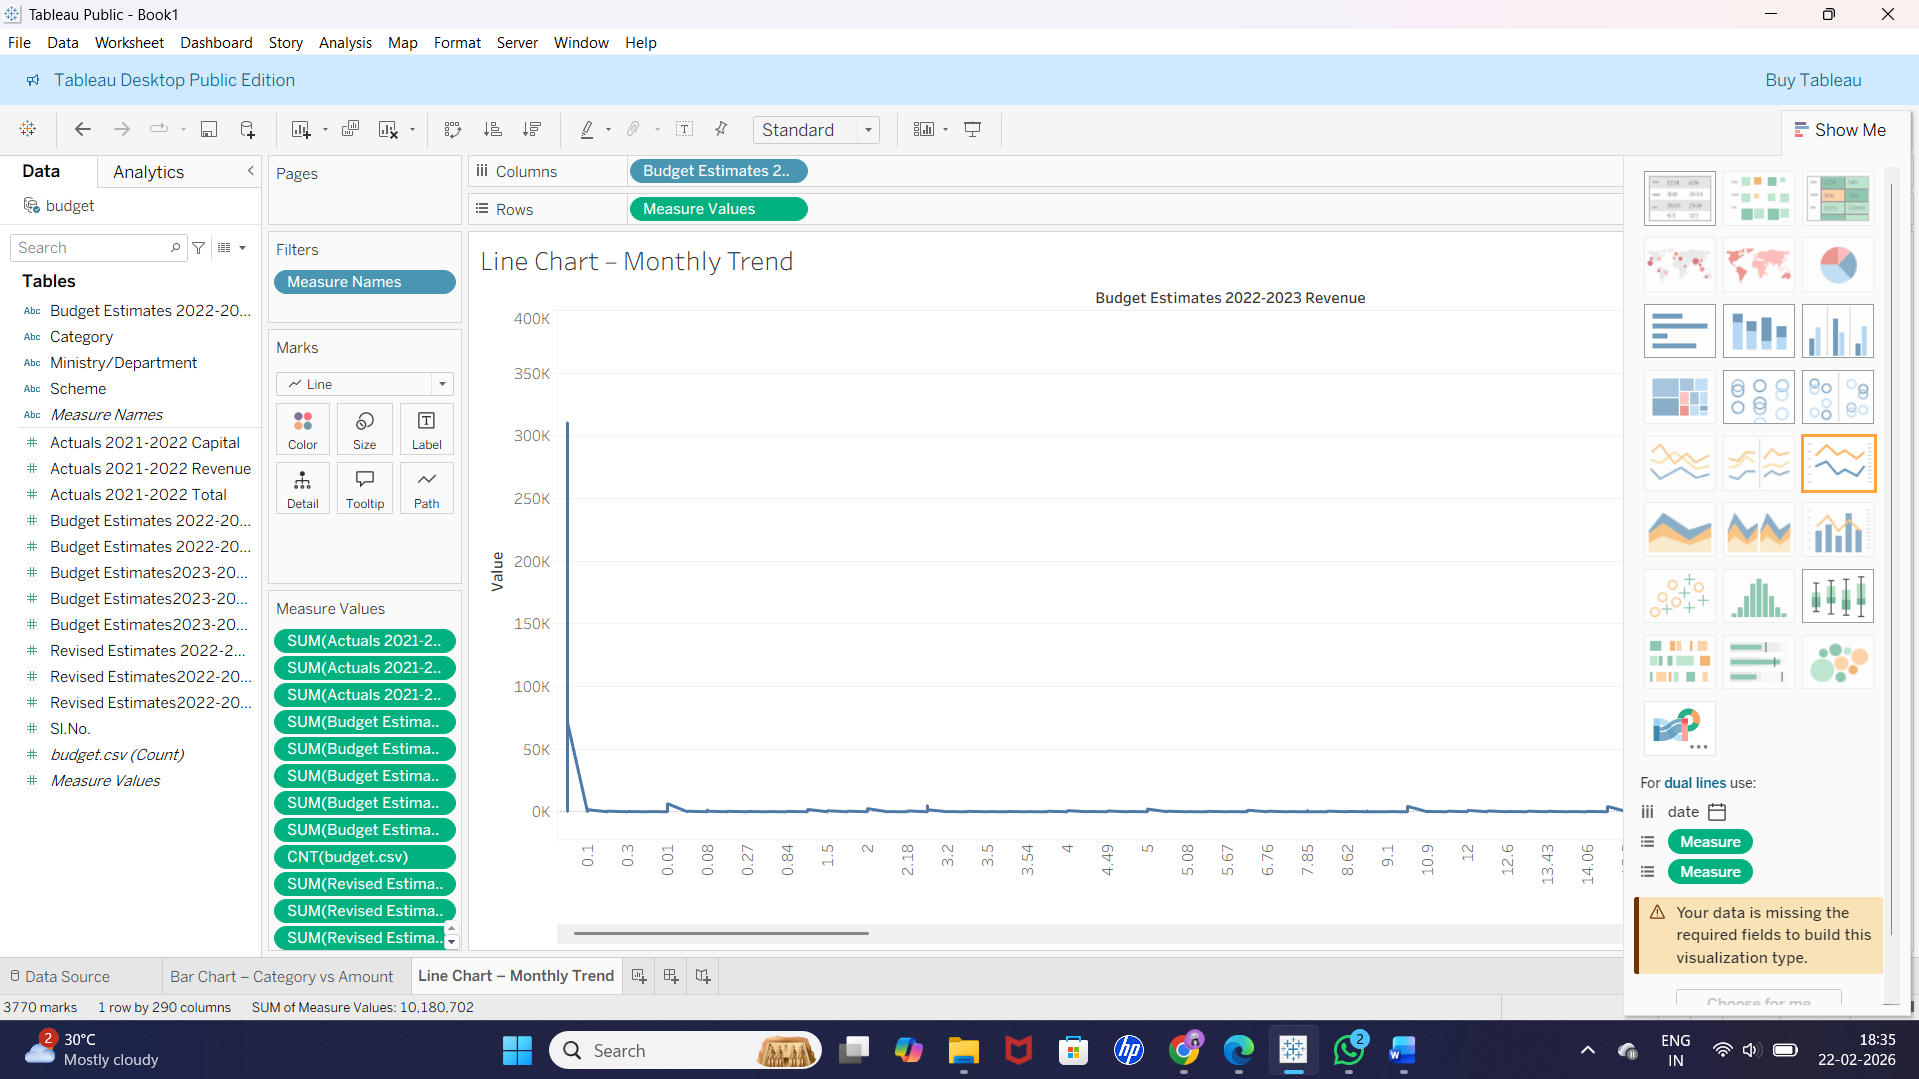 Tableau Public - Book1
File Data Worksheet Dashboard Story Analysis Map Format Server Window Help
Tableau Desktop Public Edition
Buy Tableau
Standard
Show Me
Data
Analytics
budget
Search
Tables
Abc Budget Estimates 2022-20...
Abc Category
Abc Ministry/Department
Abc Scheme
Abc Measure Names
# Actuals 2021-2022 Capital
# Actuals 2021-2022 Revenue
# Actuals 2021-2022 Total
# Budget Estimates 2022-20...
# Budget Estimates 2022-20...
# Budget Estimates2023-20...
# Budget Estimates2023-20...
# Budget Estimates2023-20...
# Revised Estimates 2022-2...
# Revised Estimates2022-20...
# Revised Estimates2022-20...
# Sl.No.
# budget.csv (Count)
# Measure Values
Pages
Filters
Measure Names
Marks
Line
Color Size Label
Detail Tooltip Path
Measure Values
SUM(Actuals 2021-2..
SUM(Actuals 2021-2..
SUM(Actuals 2021-2..
SUM(Budget Estima..
SUM(Budget Estima..
SUM(Budget Estima..
SUM(Budget Estima..
SUM(Budget Estima..
CNT(budget.csv)
SUM(Revised Estima..
SUM(Revised Estima..
SUM(Revised Estima..
Columns
Budget Estimates 2..
Rows
Measure Values
Line Chart – Monthly Trend
Budget Estimates 2022-2023 Revenue
400K
350K
300K
250K
200K
150K
100K
50K
0K
Value
0.1 0.3 0.01 0.08 0.27 0.84 1.5 2 2.18 3.2 3.5 3.54 4 4.49 5 5.08 5.67 6.76 7.85 8.62 9.1 10.9 12 12.6 13.43 14.06
For dual lines use:
date
Measure
Measure
Your data is missing the
required fields to build this
visualization type.
Choose for me
Data Source
Bar Chart – Category vs Amount
Line Chart – Monthly Trend
3770 marks 1 row by 290 columns SUM of Measure Values: 10,180,702
2
30°C
Mostly cloudy
Search
hp
2
W
ENG
IN
18:35
22-02-2026